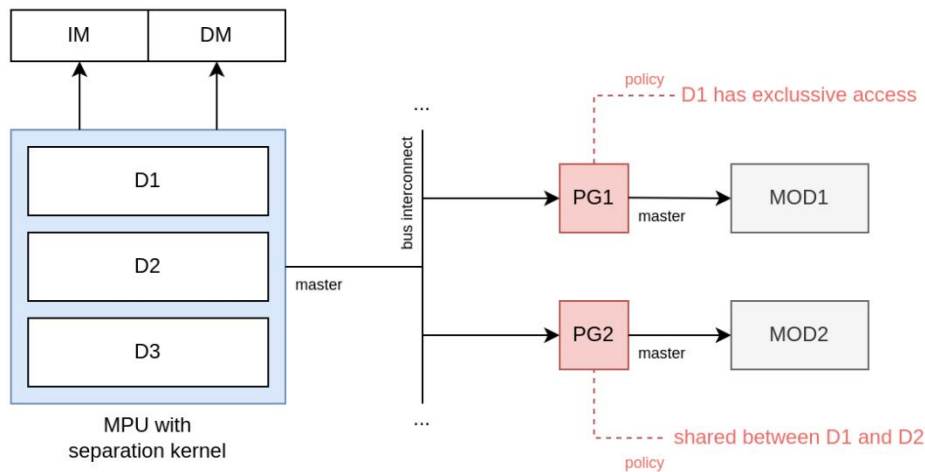 IM
DM
D1
D2
D3
MPU with
separation kernel
master
...
bus interconnect
...
policy
D1 has exclussive access
PG1
master
MOD1
PG2
master
MOD2
shared between D1 and D2
policy